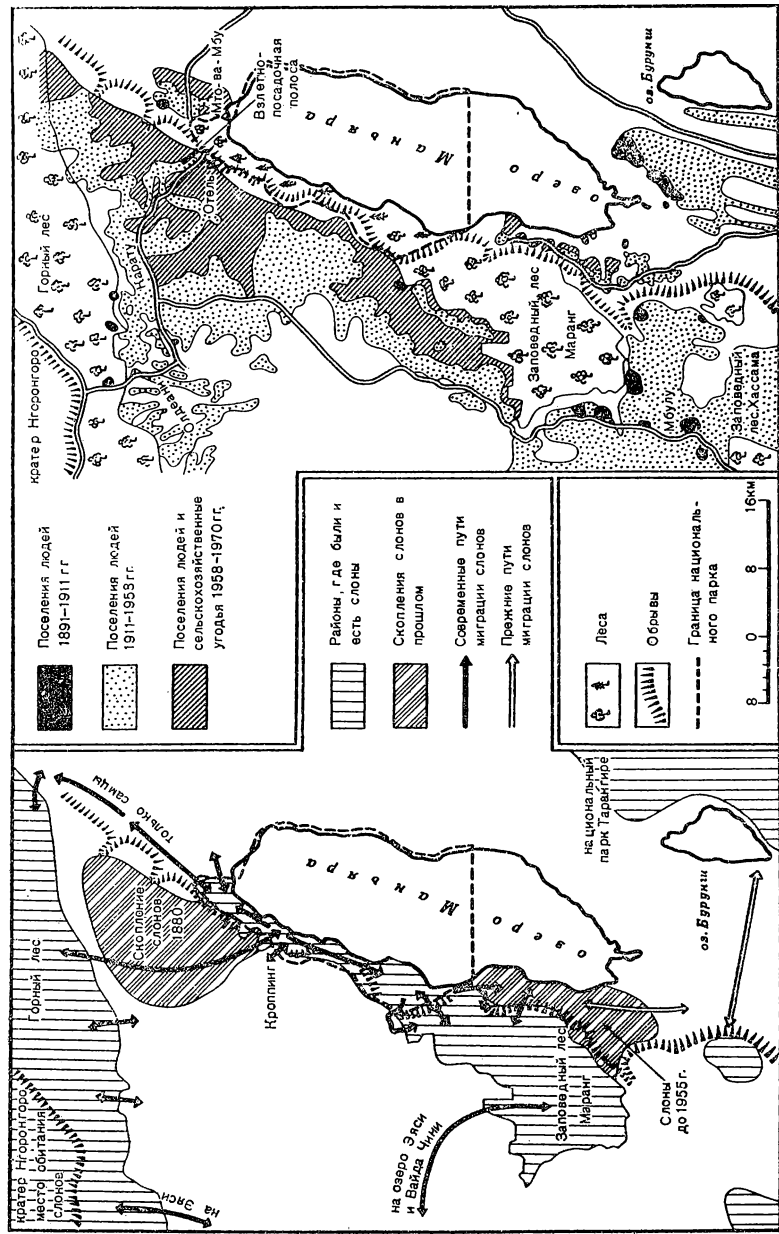 кратер Нгоронгоро
место обитания
слонов
на Эяси
Горный лес
Только самцы
Скопление
слонов
1880
Кроппинг
озеро Маньяра
на озеро Эяси
и Вайда Чини
Заповедный лес
Маранг
Слоны
до 1955 г.
национальный
парк Тарангире
оз. Бурунги
Поселения людей
1891-1911 гг
Поселения людей
1911-1953 гг.
Поселения людей и
сельскохозяйственные
угодья 1958-1970 гг.
Районы, где были и
есть слоны
Скопления слонов в
прошлом
Современные пути
миграции слонов
Прежние пути
миграции слонов
Леса
Обрывы
Граница националь-
ного парка
8 0 8 16км
кратер Нгоронгоро
Горный лес
Карату
Олдеани
Отель
Мто-ва-Мбу
Взлетно-
посадочная
полоса
озеро Маньяра
Заповедный лес
Маранг
Мбулу
Заповедный
лес Хассама
оз. Бурунги